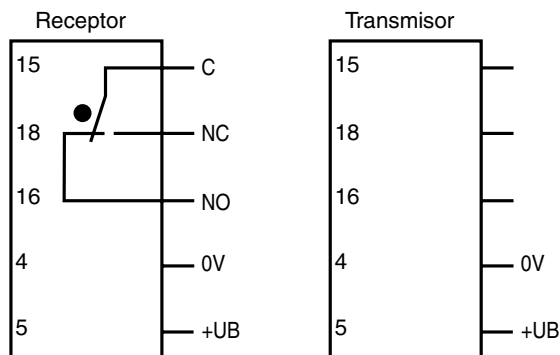 Receptor
15 C
18 NC
16 NO
4 0V
5 +UB
Transmisor
15
18
16
4 0V
5 +UB